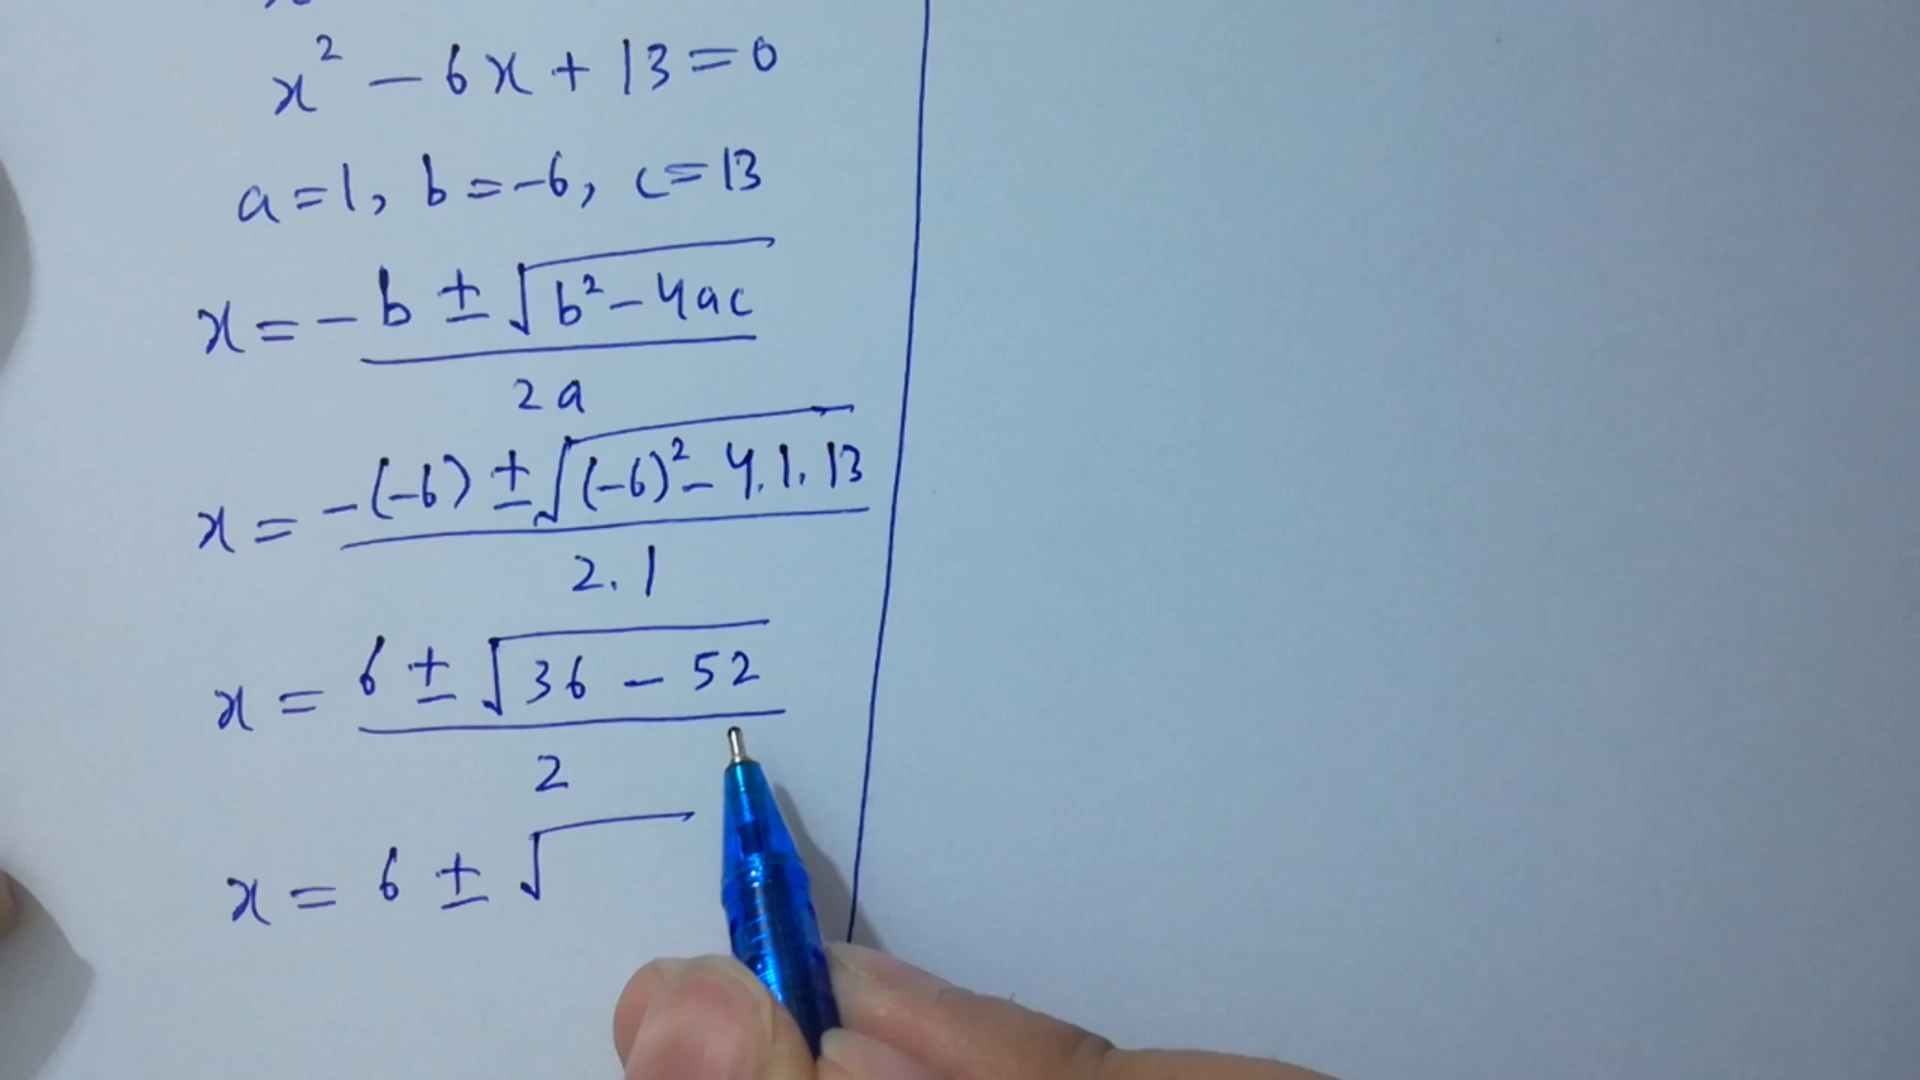 x² - 6x + 13 = 0
a = 1, b = -6, c = 13
x = -b ± √(b² - 4ac) / 2a
x = -(-6) ± √((-6)² - 4.1.13) / 2.1
x = 6 ± √(36 - 52) / 2
x = 6 ± √